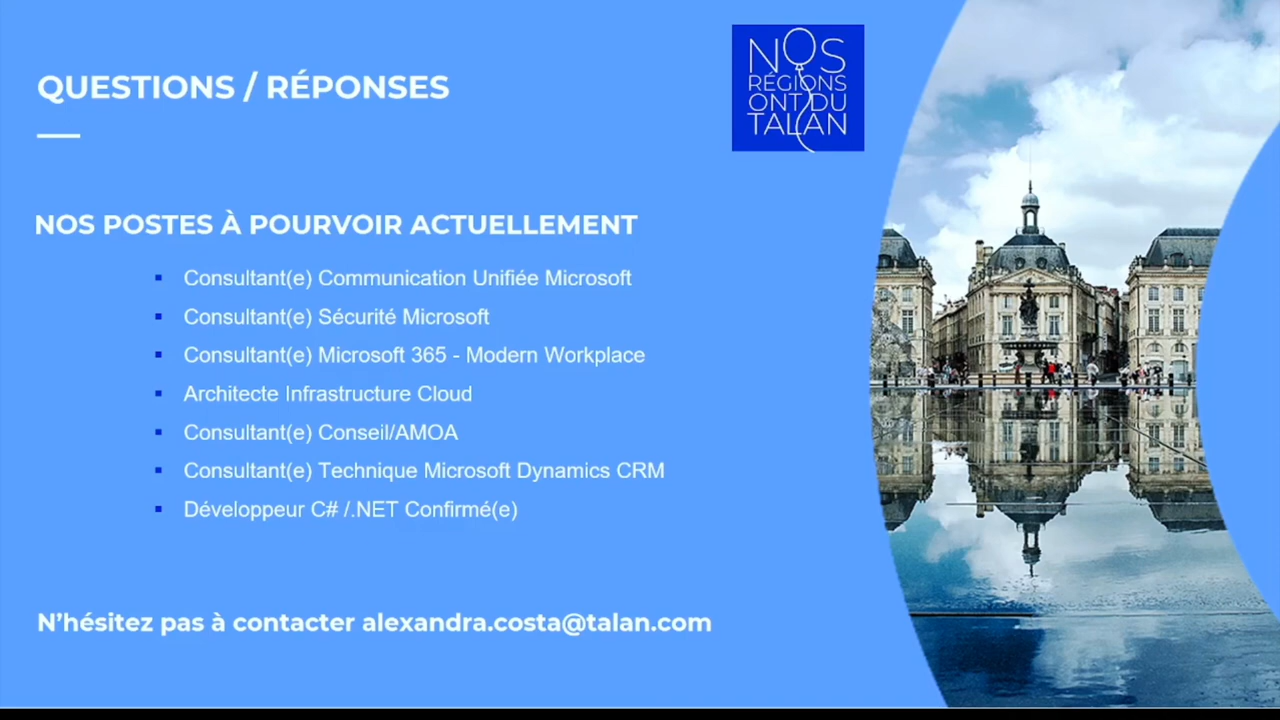 QUESTIONS / RÉPONSES
NOS
RÉGIONS
ONT DU
TALAN
NOS POSTES À POURVOIR ACTUELLEMENT
Consultant(e) Communication Unifiée Microsoft
Consultant(e) Sécurité Microsoft
Consultant(e) Microsoft 365 - Modern Workplace
Architecte Infrastructure Cloud
Consultant(e) Conseil/AMOA
Consultant(e) Technique Microsoft Dynamics CRM
Développeur C# /.NET Confirmé(e)
N’hésitez pas à contacter alexandra.costa@talan.com